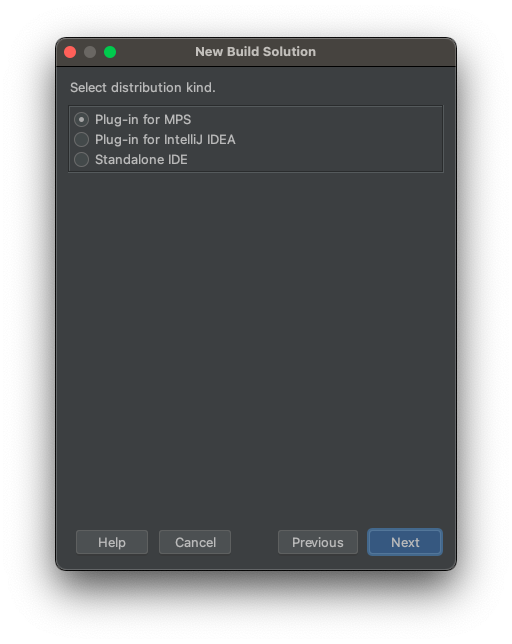 New Build Solution
Select distribution kind.
Plug-in for MPS
Plug-in for IntelliJ IDEA
Standalone IDE
Help Cancel Previous Next